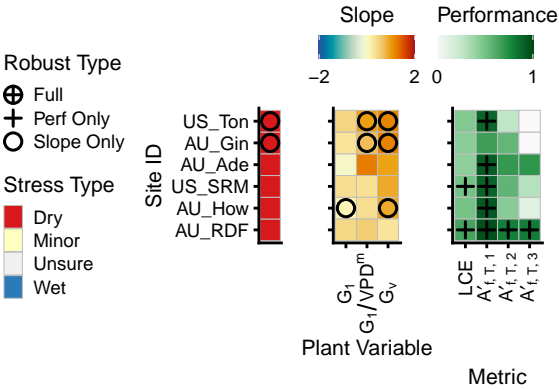 Slope
−2 2
Performance
0 1
Robust Type
Full
Perf Only
Slope Only
Stress Type
Dry
Minor
Unsure
Wet
Site ID
US_Ton
AU_Gin
AU_Ade
US_SRM
AU_How
AU_RDF
G₁
G₁/VPDᵐ
Gᵥ
Plant Variable
LCE
A′f, T, 1
A′f, T, 2
A′f, T, 3
Metric